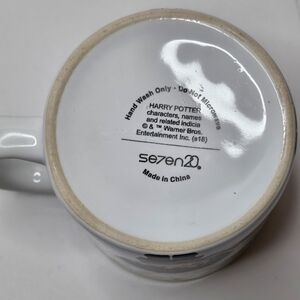 Hand Wash Only - Do Not Microwave
HARRY POTTER
characters, names
and related indicia
© & ™ Warner Bros.
Entertainment Inc. (s18)
se7en20®
Made in China